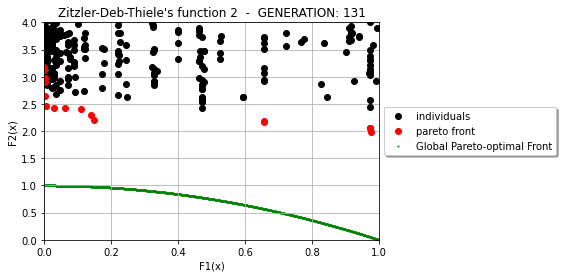 Zitzler-Deb-Thiele's function 2 - GENERATION: 131
4.0
3.5
3.0
2.5
2.0
1.5
1.0
0.5
0.0
F2(x)
0.0 0.2 0.4 0.6 0.8 1.0
F1(x)
individuals
pareto front
Global Pareto-optimal Front